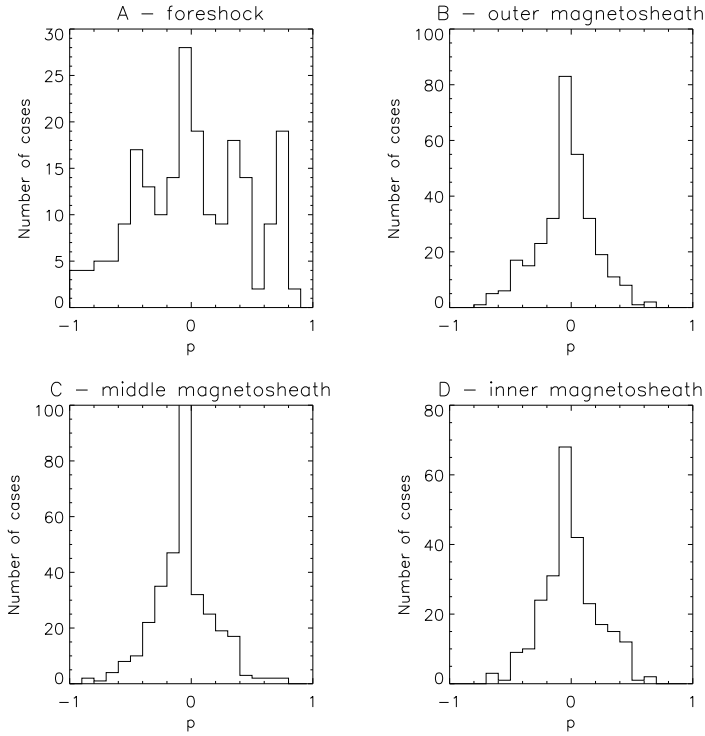 A – foreshock
30
25
20
15
10
5
0
Number of cases
−1 0 1
p
B – outer magnetosheath
100
80
60
40
20
0
Number of cases
−1 0 1
p
C – middle magnetosheath
100
80
60
40
20
0
Number of cases
−1 0 1
p
D – inner magnetosheath
80
60
40
20
0
Number of cases
−1 0 1
p